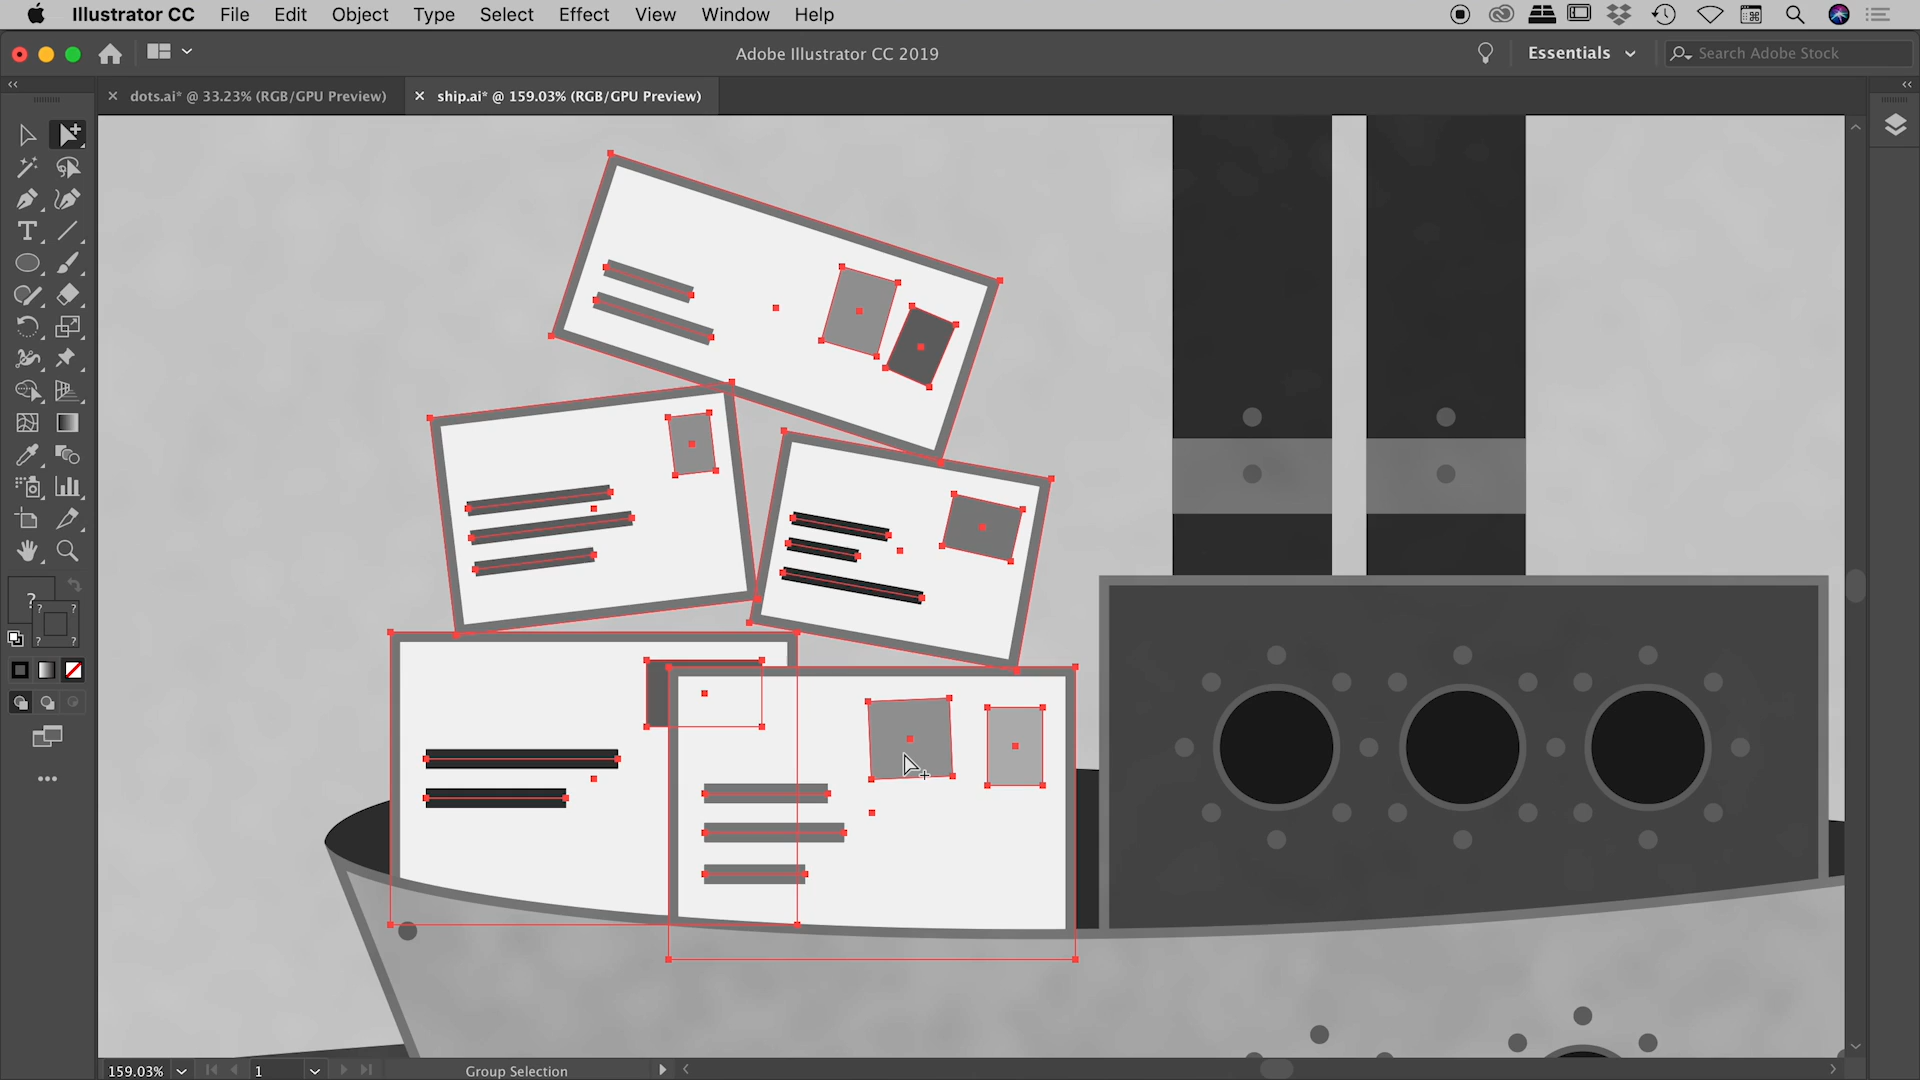 Illustrator CC File Edit Object Type Select Effect View Window Help
Adobe Illustrator CC 2019
Essentials
Search Adobe Stock
dots.ai* @ 33.23% (RGB/GPU Preview)
ship.ai* @ 159.03% (RGB/GPU Preview)
159.03%
1
Group Selection